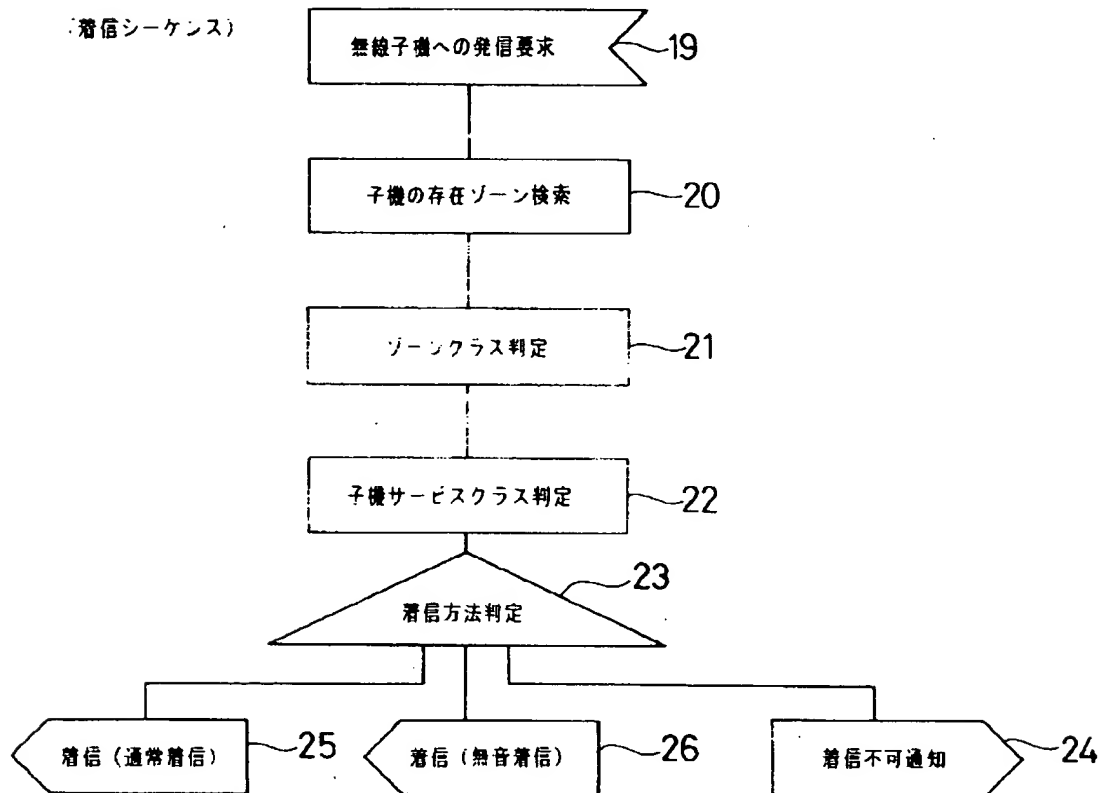 (着信シーケンス)
無線子機への発信要求
19
子機の存在ゾーン検索
20
ゾーンクラス判定
21
子機サービスクラス判定
22
着信方法判定
23
着信(通常着信)
25
着信(無音着信)
26
着信不可通知
24